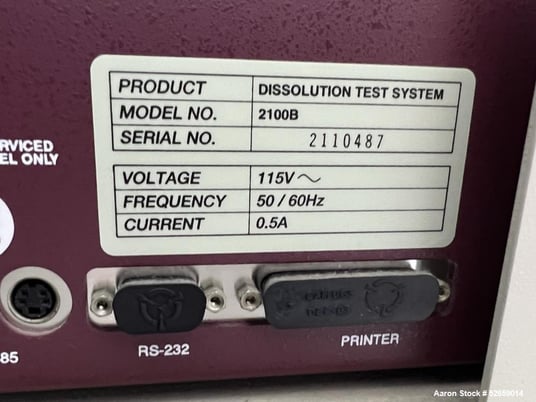 PRODUCT DISSOLUTION TEST SYSTEM
MODEL NO. 2100B
SERIAL NO. 2110487
RVICED
EL ONLY
VOLTAGE 115V～
FREQUENCY 50 / 60Hz
CURRENT 0.5A
85
RS-232
PRINTER
Aaron Stock # 52659014